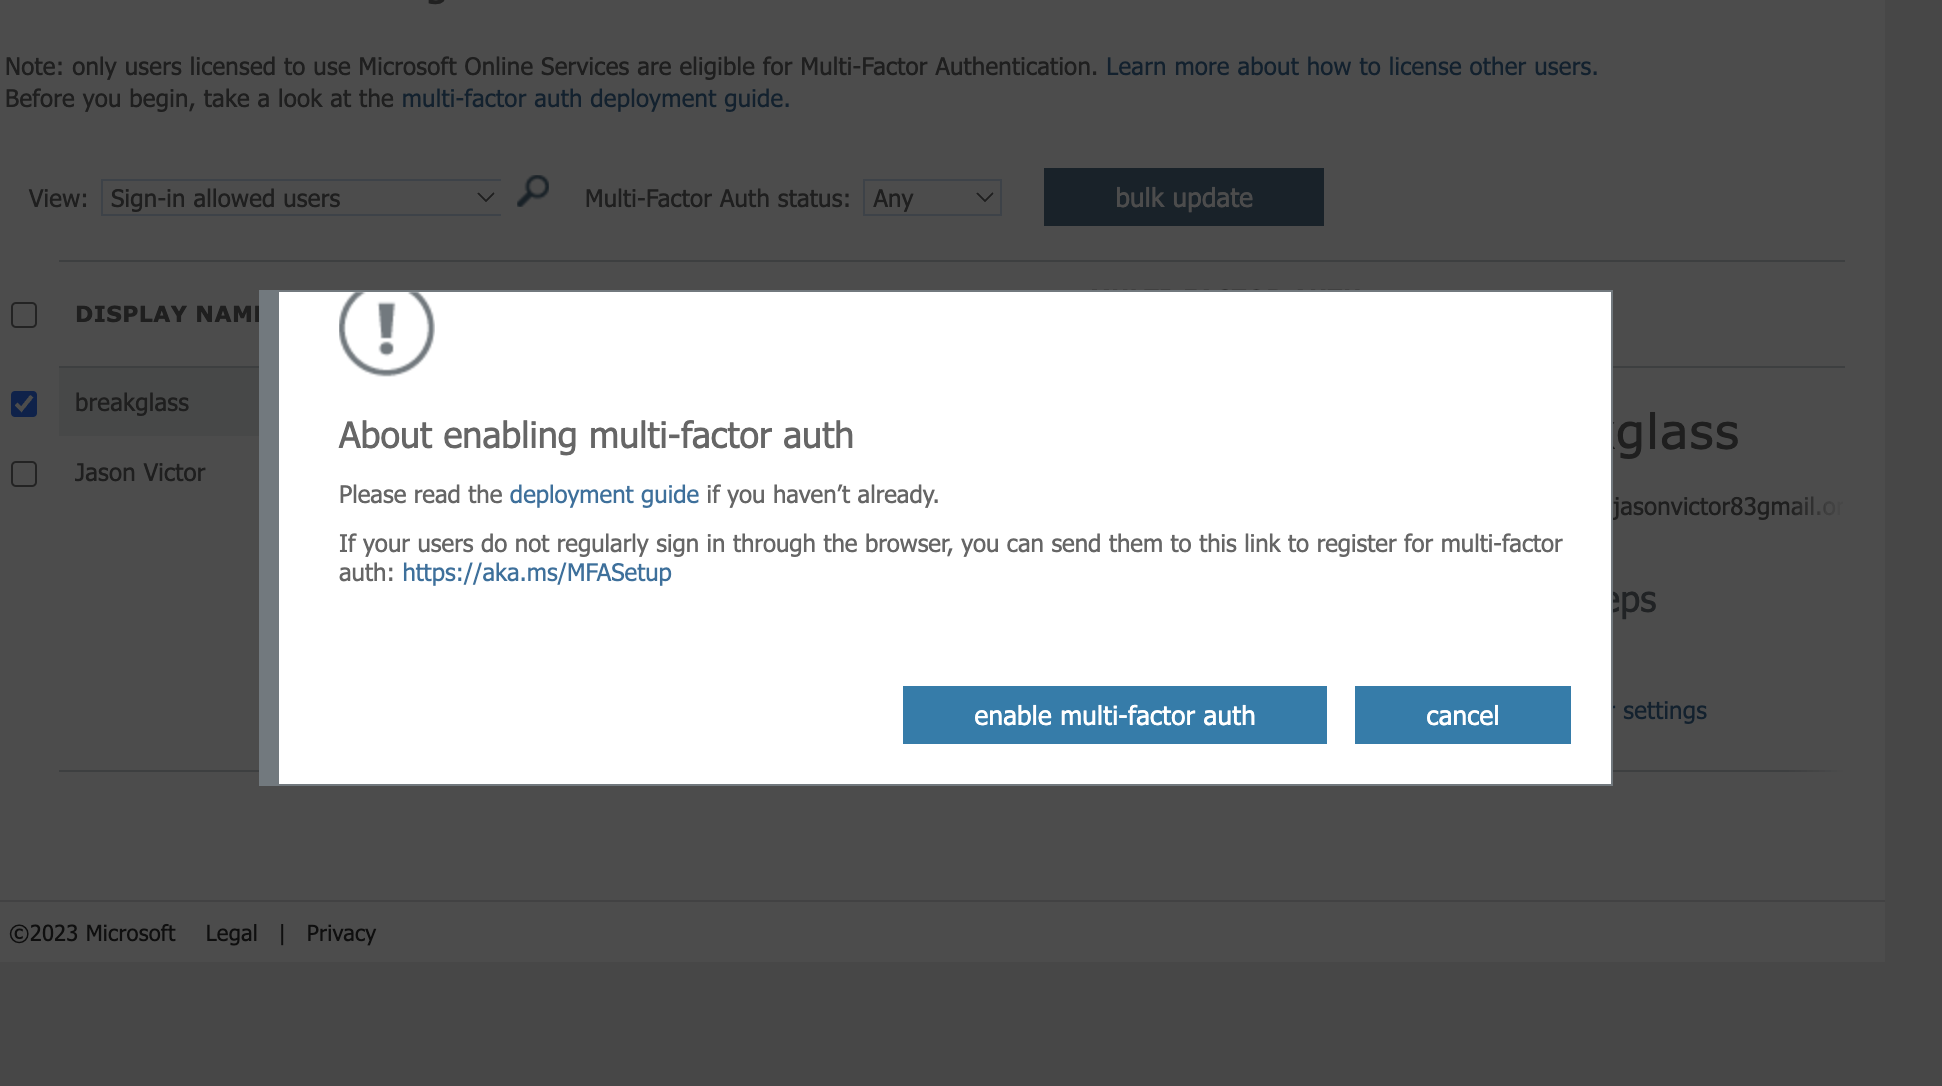 Note: only users licensed to use Microsoft Online Services are eligible for Multi-Factor Authentication. Learn more about how to license other users.
Before you begin, take a look at the multi-factor auth deployment guide.
View: Sign-in allowed users Multi-Factor Auth status: Any bulk update
DISPLAY NAME
breakglass
Jason Victor
About enabling multi-factor auth
Please read the deployment guide if you haven’t already.
If your users do not regularly sign in through the browser, you can send them to this link to register for multi-factor
auth: https://aka.ms/MFASetup
enable multi-factor auth cancel
glass
jasonvictor83gmail.on
eps
settings
©2023 Microsoft Legal | Privacy